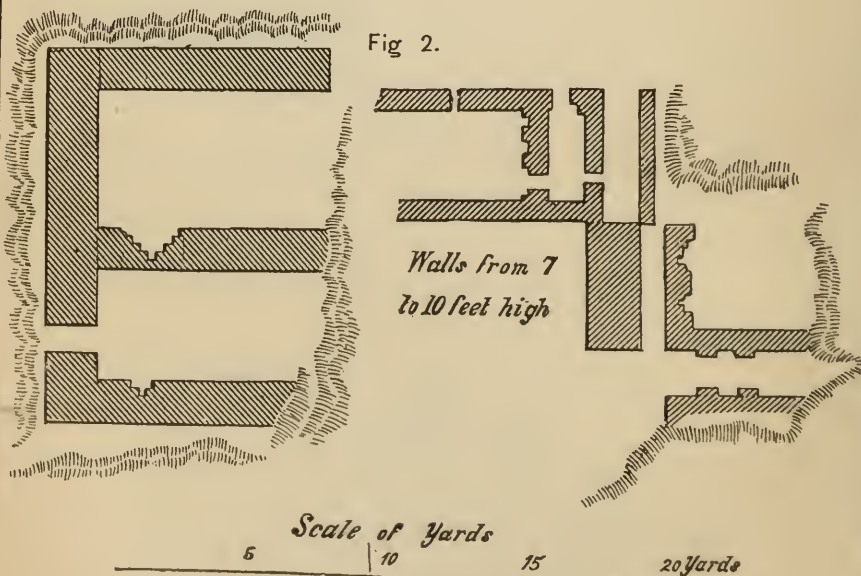 Fig 2.
Walls from 7
to 10 feet high
Scale of Yards
5 10 15 20 Yards